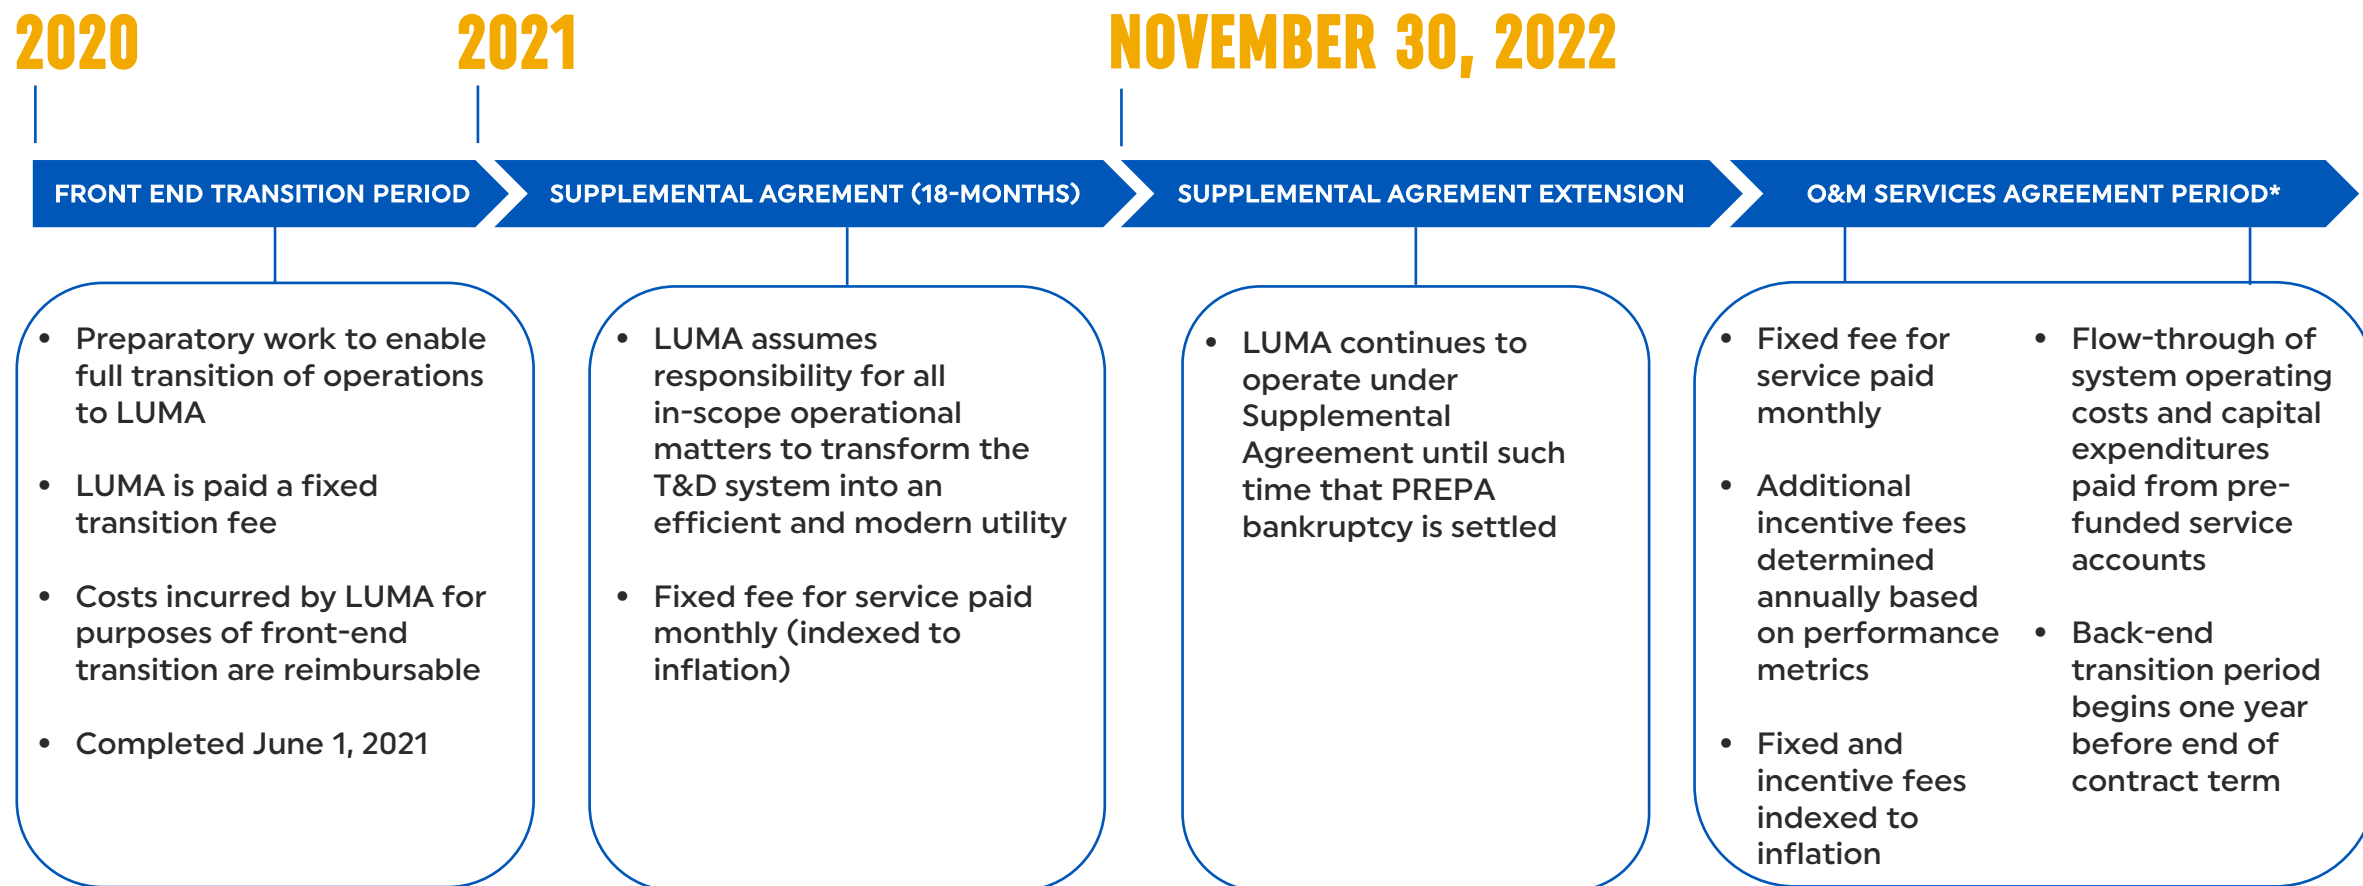 2020
2021
NOVEMBER 30, 2022
FRONT END TRANSITION PERIOD
SUPPLEMENTAL AGREMENT (18-MONTHS)
SUPPLEMENTAL AGREEMENT EXTENSION
O&M SERVICES AGREEMENT PERIOD*
• Preparatory work to enable
full transition of operations
to LUMA
• LUMA is paid a fixed
transition fee
• Costs incurred by LUMA for
purposes of front-end
transition are reimbursable
• Completed June 1, 2021
• LUMA assumes
responsibility for all
in-scope operational
matters to transform the
T&D system into an
efficient and modern utility
• Fixed fee for service paid
monthly (indexed to
inflation)
• LUMA continues to
operate under
Supplemental
Agreement until such
time that PREPA
bankruptcy is settled
• Fixed fee for
service paid
monthly
• Additional
incentive fees
determined
annually based
on performance
metrics
• Fixed and
incentive fees
indexed to
inflation
• Flow-through of
system operating
costs and capital
expenditures
paid from pre-
funded service
accounts
• Back-end
transition period
begins one year
before end of
contract term